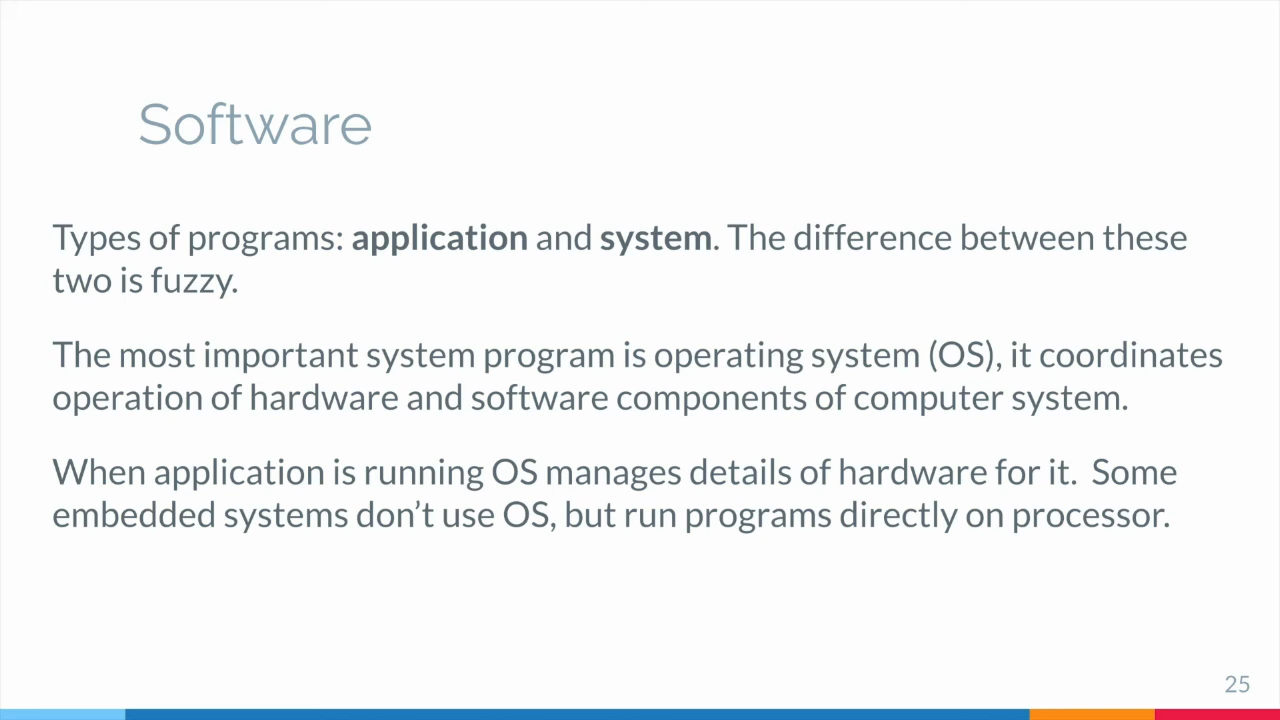 Software
Types of programs: application and system. The difference between these
two is fuzzy.
The most important system program is operating system (OS), it coordinates
operation of hardware and software components of computer system.
When application is running OS manages details of hardware for it.  Some
embedded systems don’t use OS, but run programs directly on processor.
25